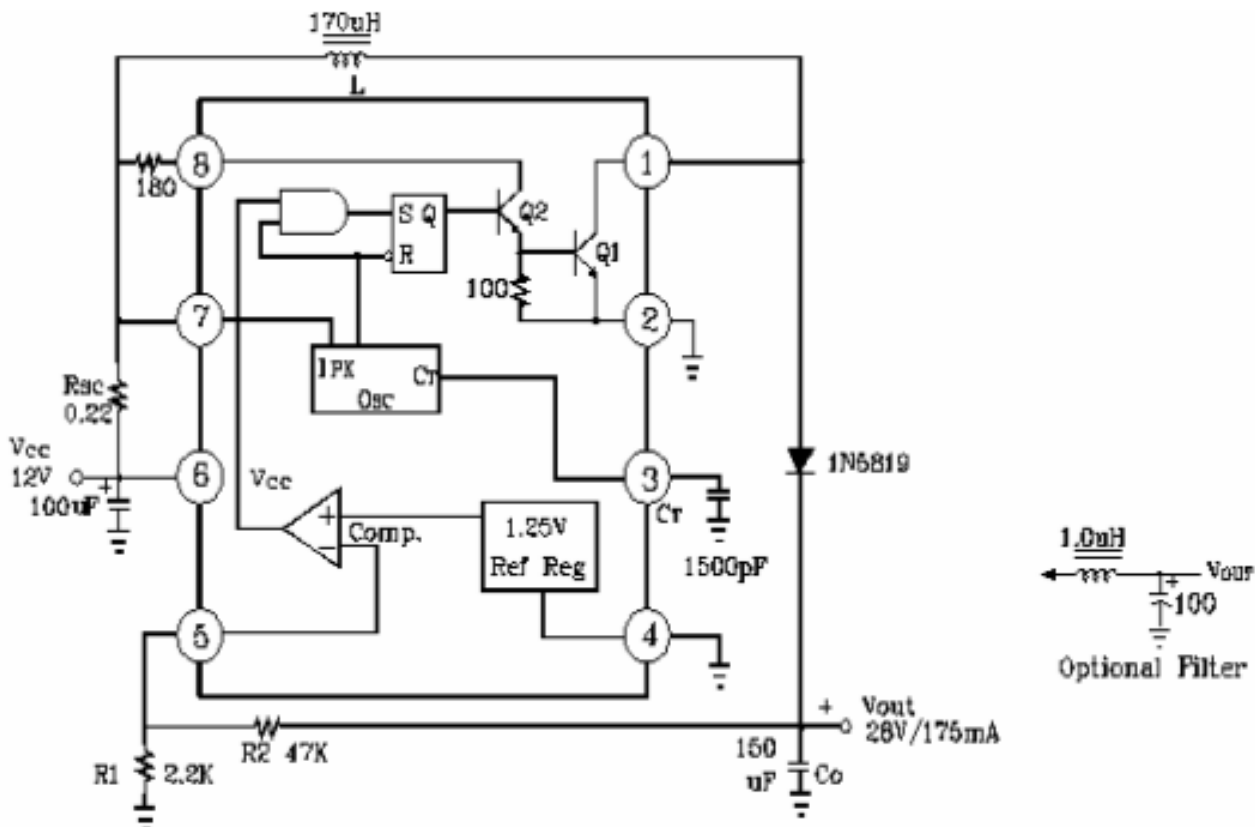 170uH
L
8
1
180
S Q
Q2
R
Q1
100
7
2
IPK
CT
Osc
Rsc
0.22
Vcc
12V
+
6
3
1N5819
100uF
Vcc
+
−
Comp.
1.25V
Ref Reg
CT
1500pF
1.0uH
Vout
+
100
Optional Filter
5
4
+
Vout
28V/175mA
R2 47K
150
uF
Co
R1
2.2K